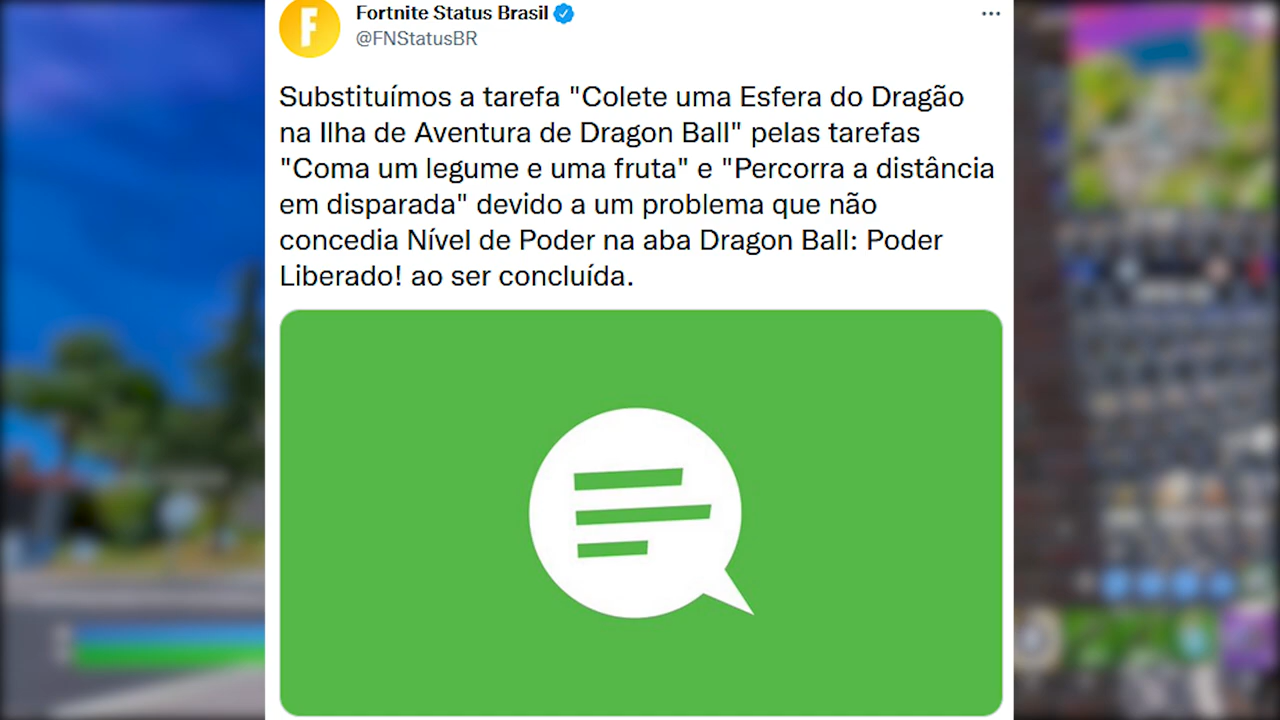 Fortnite Status Brasil
@FNStatusBR
Substituímos a tarefa "Colete uma Esfera do Dragão
na Ilha de Aventura de Dragon Ball" pelas tarefas
"Coma um legume e uma fruta" e "Percorra a distância
em disparada" devido a um problema que não
concedia Nível de Poder na aba Dragon Ball: Poder
Liberado! ao ser concluída.